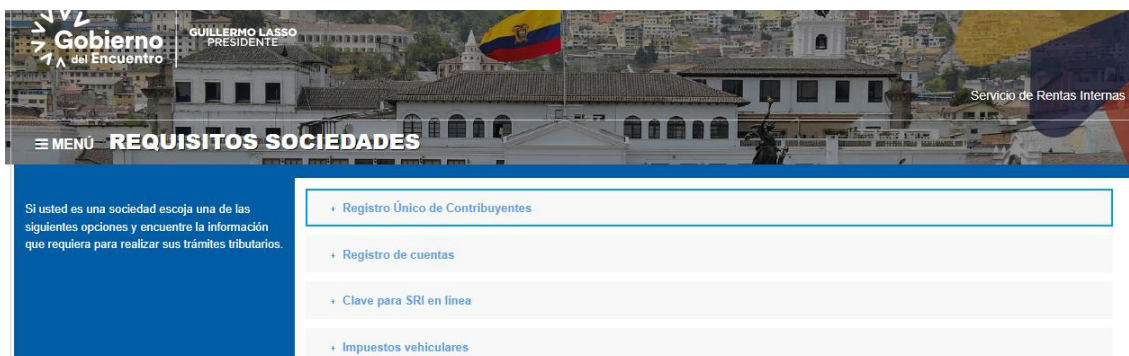 Gobierno
del Encuentro
GUILLERMO LASSO
PRESIDENTE
Servicio de Rentas Internas
MENÚ REQUISITOS SOCIEDADES
Si usted es una sociedad escoja una de las
siguientes opciones y encuentre la información
que requiera para realizar sus trámites tributarios.
+ Registro Único de Contribuyentes
+ Registro de cuentas
+ Clave para SRI en línea
+ Impuestos vehiculares